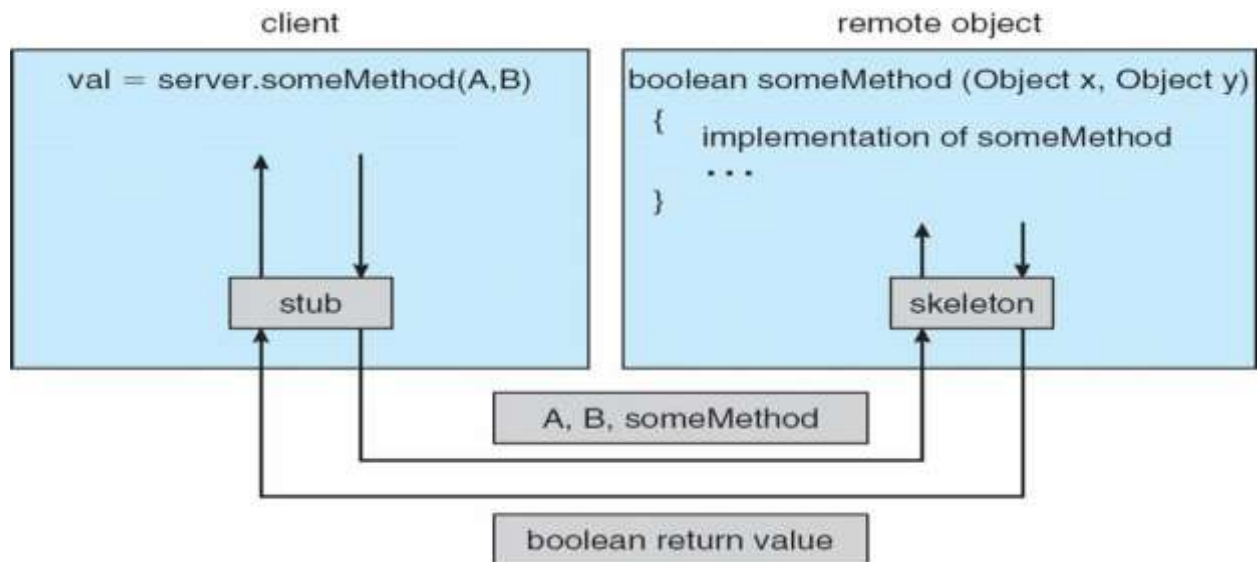 client
val = server.someMethod(A,B)
stub
remote object
boolean someMethod (Object x, Object y)
{
implementation of someMethod
...
}
skeleton
A, B, someMethod
boolean return value